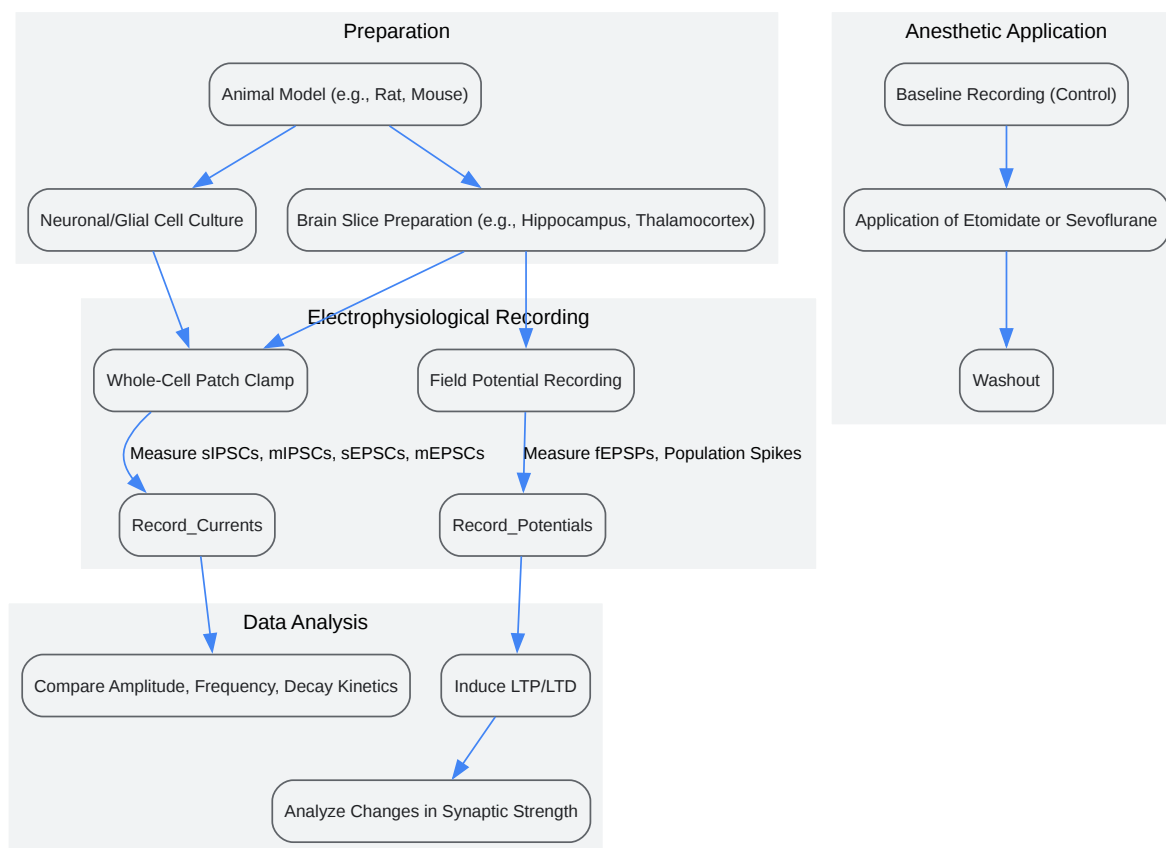 Preparation
Animal Model (e.g., Rat, Mouse)
Neuronal/Glial Cell Culture
Brain Slice Preparation (e.g., Hippocampus, Thalamocortex)
Electrophysiological Recording
Whole-Cell Patch Clamp
Field Potential Recording
Measure sIPSCs, mIPSCs, sEPSCs, mEPSCs
Measure fEPSPs, Population Spikes
Record_Currents
Record_Potentials
Data Analysis
Compare Amplitude, Frequency, Decay Kinetics
Induce LTP/LTD
Analyze Changes in Synaptic Strength
Anesthetic Application
Baseline Recording (Control)
Application of Etomidate or Sevoflurane
Washout